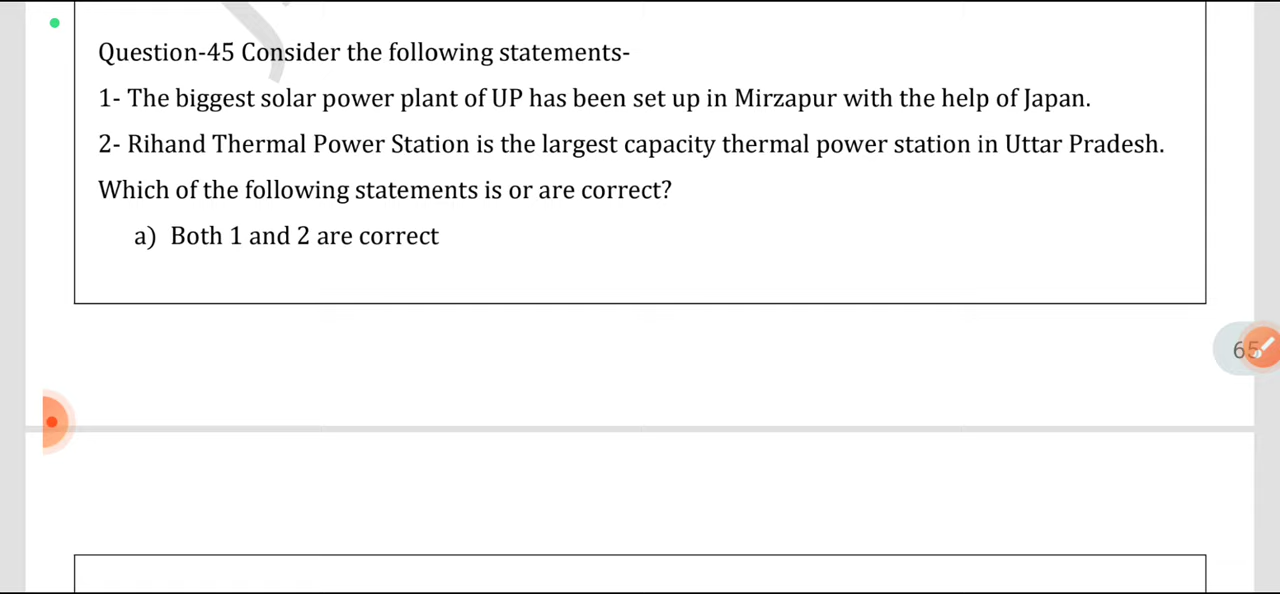 Question-45 Consider the following statements-
1- The biggest solar power plant of UP has been set up in Mirzapur with the help of Japan.
2- Rihand Thermal Power Station is the largest capacity thermal power station in Uttar Pradesh.
Which of the following statements is or are correct?
a) Both 1 and 2 are correct
65